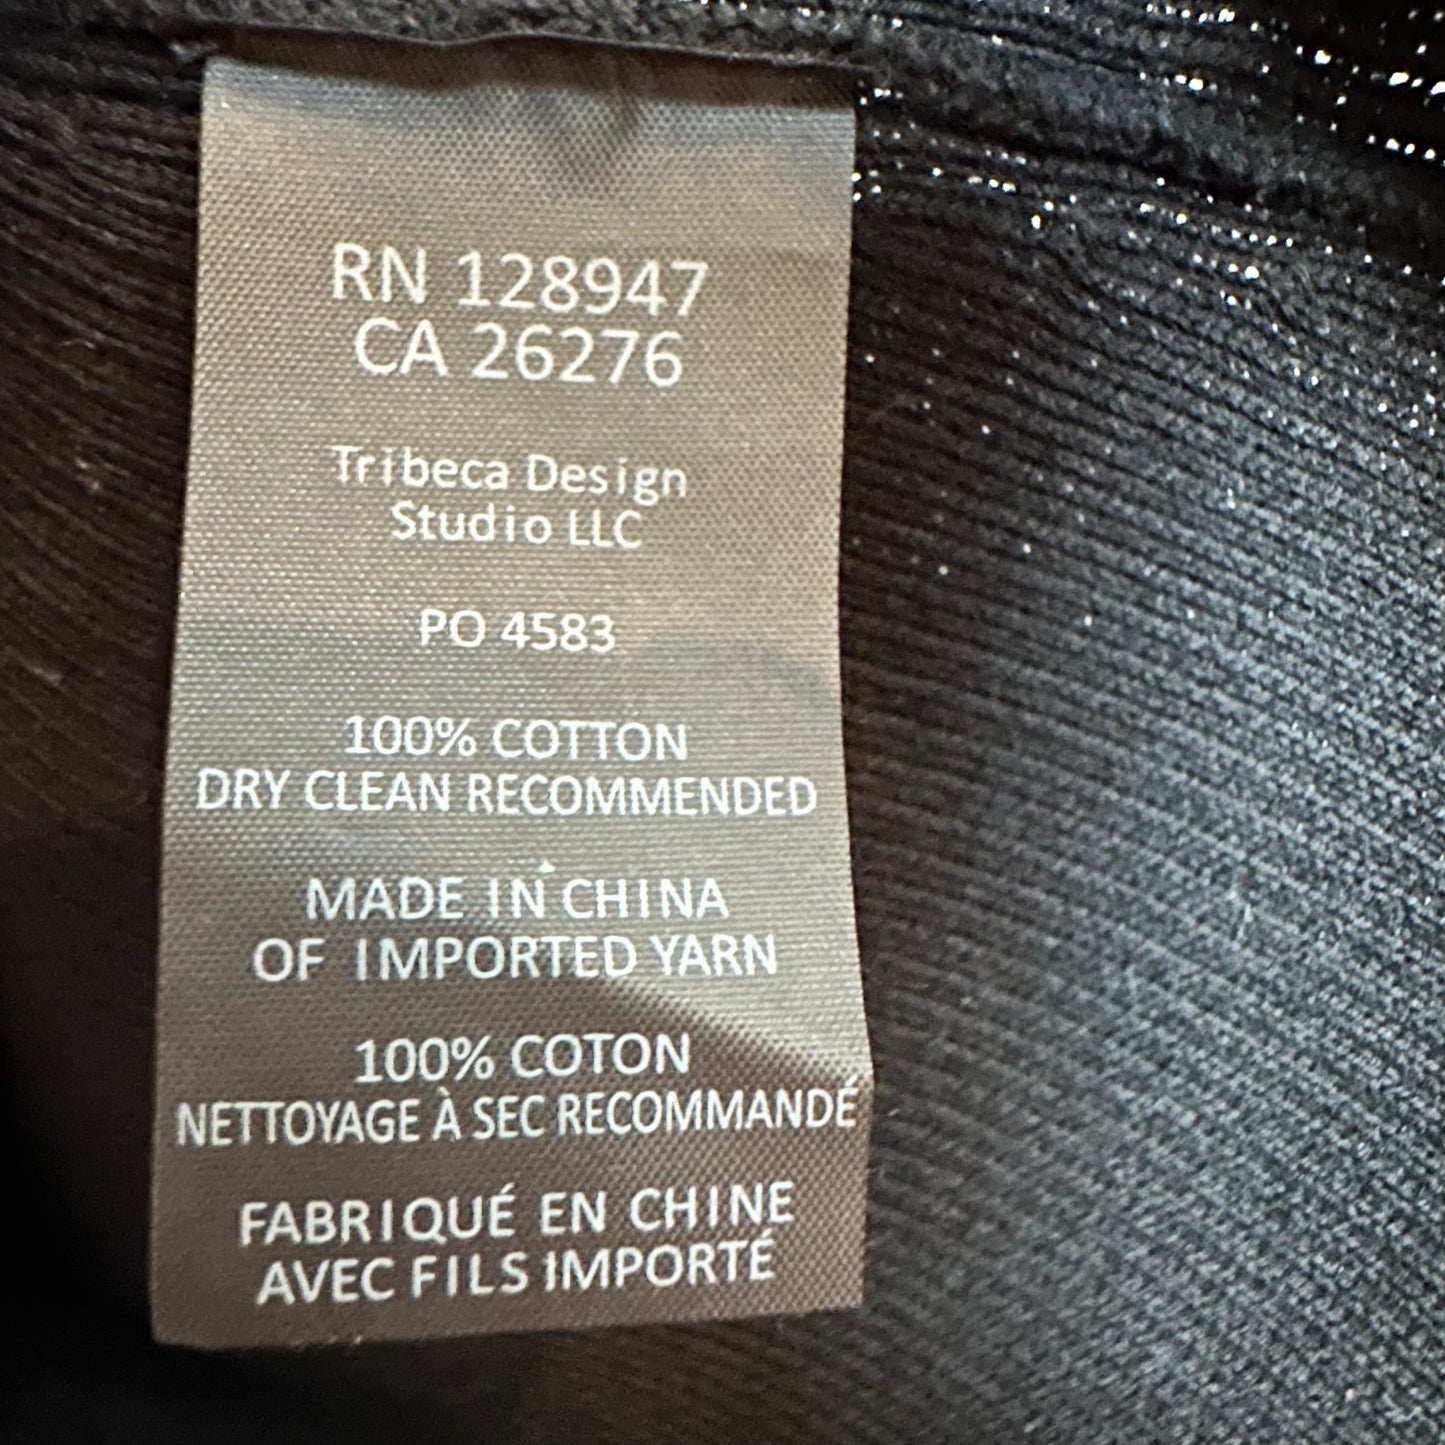 RN 128947
CA 26276
Tribeca Design
Studio LLC
PO 4583
100% COTTON
DRY CLEAN RECOMMENDED
MADE IN CHINA
OF IMPORTED YARN
100% COTON
NETTOYAGE À SEC RECOMMANDÉ
FABRIQUÉ EN CHINE
AVEC FILS IMPORTÉ